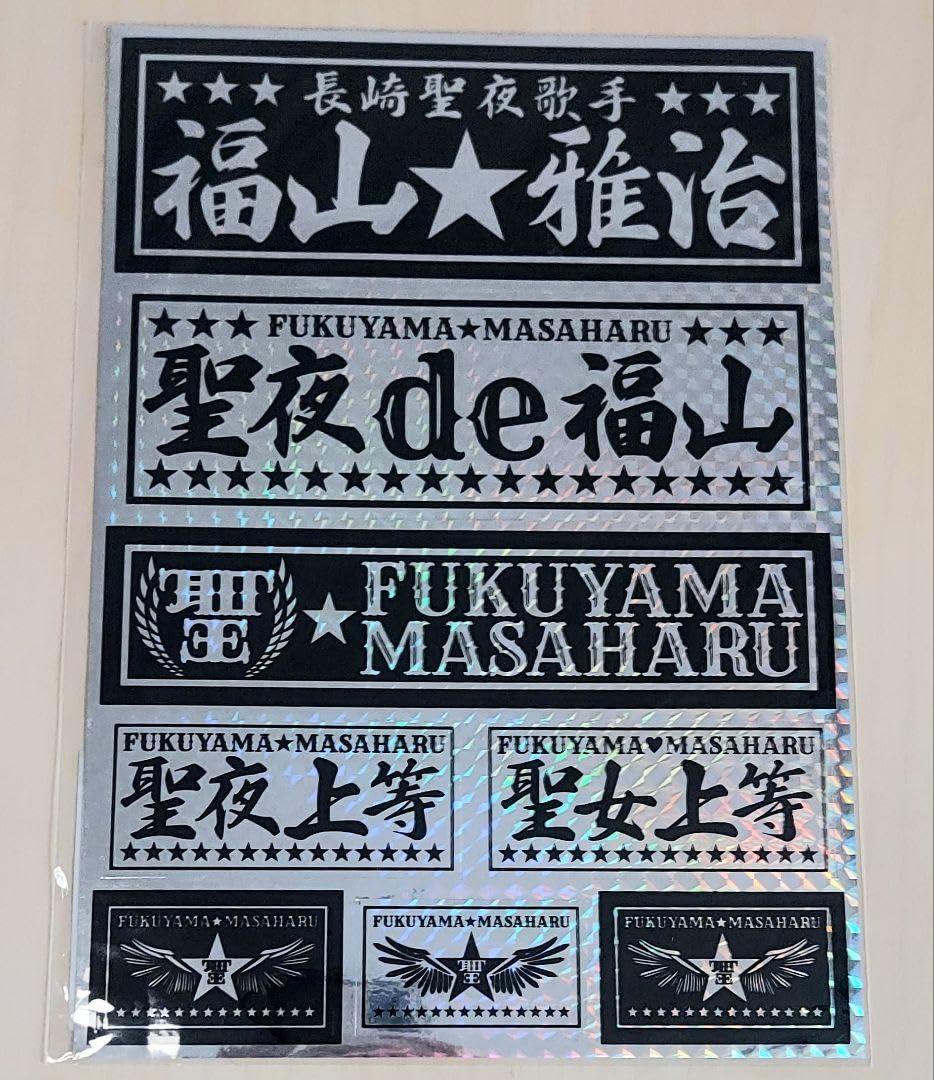 ★★★ 長崎聖夜歌手 ★★★
福山★雅治
★★★ FUKUYAMA★MASAHARU ★★★
聖夜de福山
★ FUKUYAMA
MASAHARU
FUKUYAMA★MASAHARU
聖夜上等
FUKUYAMA♥MASAHARU
聖女上等
FUKUYAMA★MASAHARU
FUKUYAMA★MASAHARU
FUKUYAMA★MASAHARU